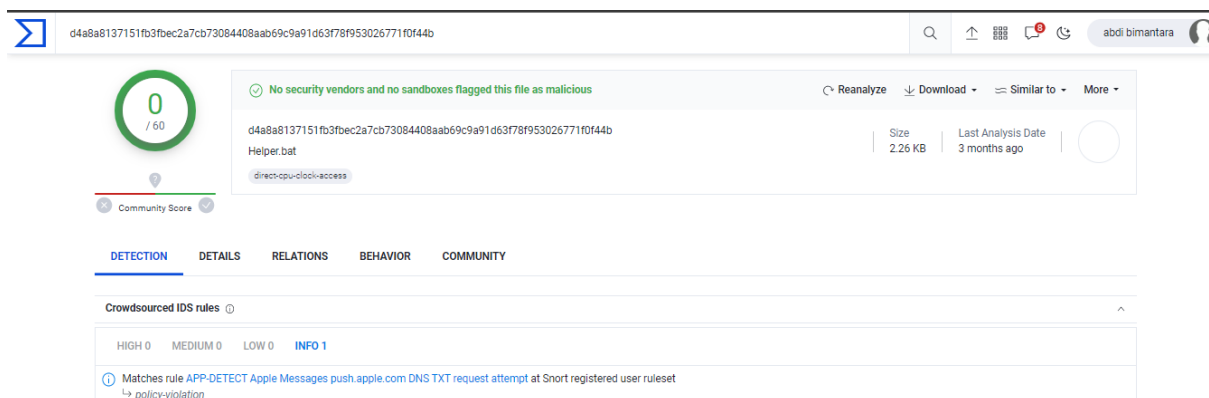 d4a8a8137151fb3fbec2a7cb73084408aab69c9a91d63f78f953026771f0f44b
8
abdi bimantara
0
/ 60
No security vendors and no sandboxes flagged this file as malicious
Reanalyze Download Similar to More
d4a8a8137151fb3fbec2a7cb73084408aab69c9a91d63f78f953026771f0f44b
Helper.bat
direct-cpu-clock-access
Size
2.26 KB
Last Analysis Date
3 months ago
?
Community Score
DETECTION DETAILS RELATIONS BEHAVIOR COMMUNITY
Crowdsourced IDS rules
HIGH 0 MEDIUM 0 LOW 0 INFO 1
Matches rule APP-DETECT Apple Messages push.apple.com DNS TXT request attempt at Snort registered user ruleset
↳ policy-violation